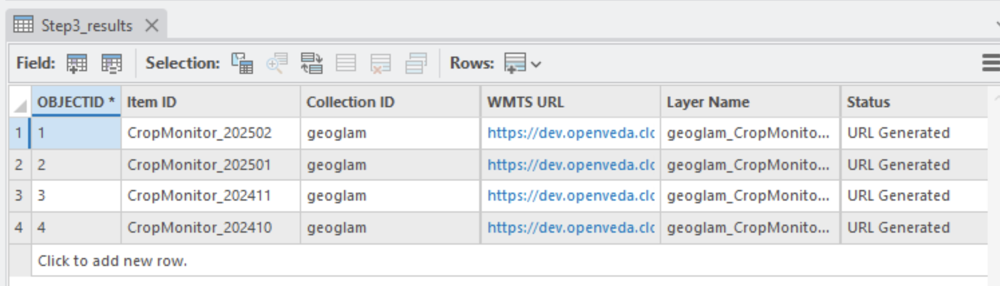 Step3_results
Field: Selection: Rows:
OBJECTID * Item ID Collection ID WMTS URL Layer Name Status
1 1 CropMonitor_202502 geoglam https://dev.openveda.clc geoglam_CropMonito... URL Generated
2 2 CropMonitor_202501 geoglam https://dev.openveda.clc geoglam_CropMonito... URL Generated
3 3 CropMonitor_202411 geoglam https://dev.openveda.clc geoglam_CropMonito... URL Generated
4 4 CropMonitor_202410 geoglam https://dev.openveda.clc geoglam_CropMonito... URL Generated
Click to add new row.